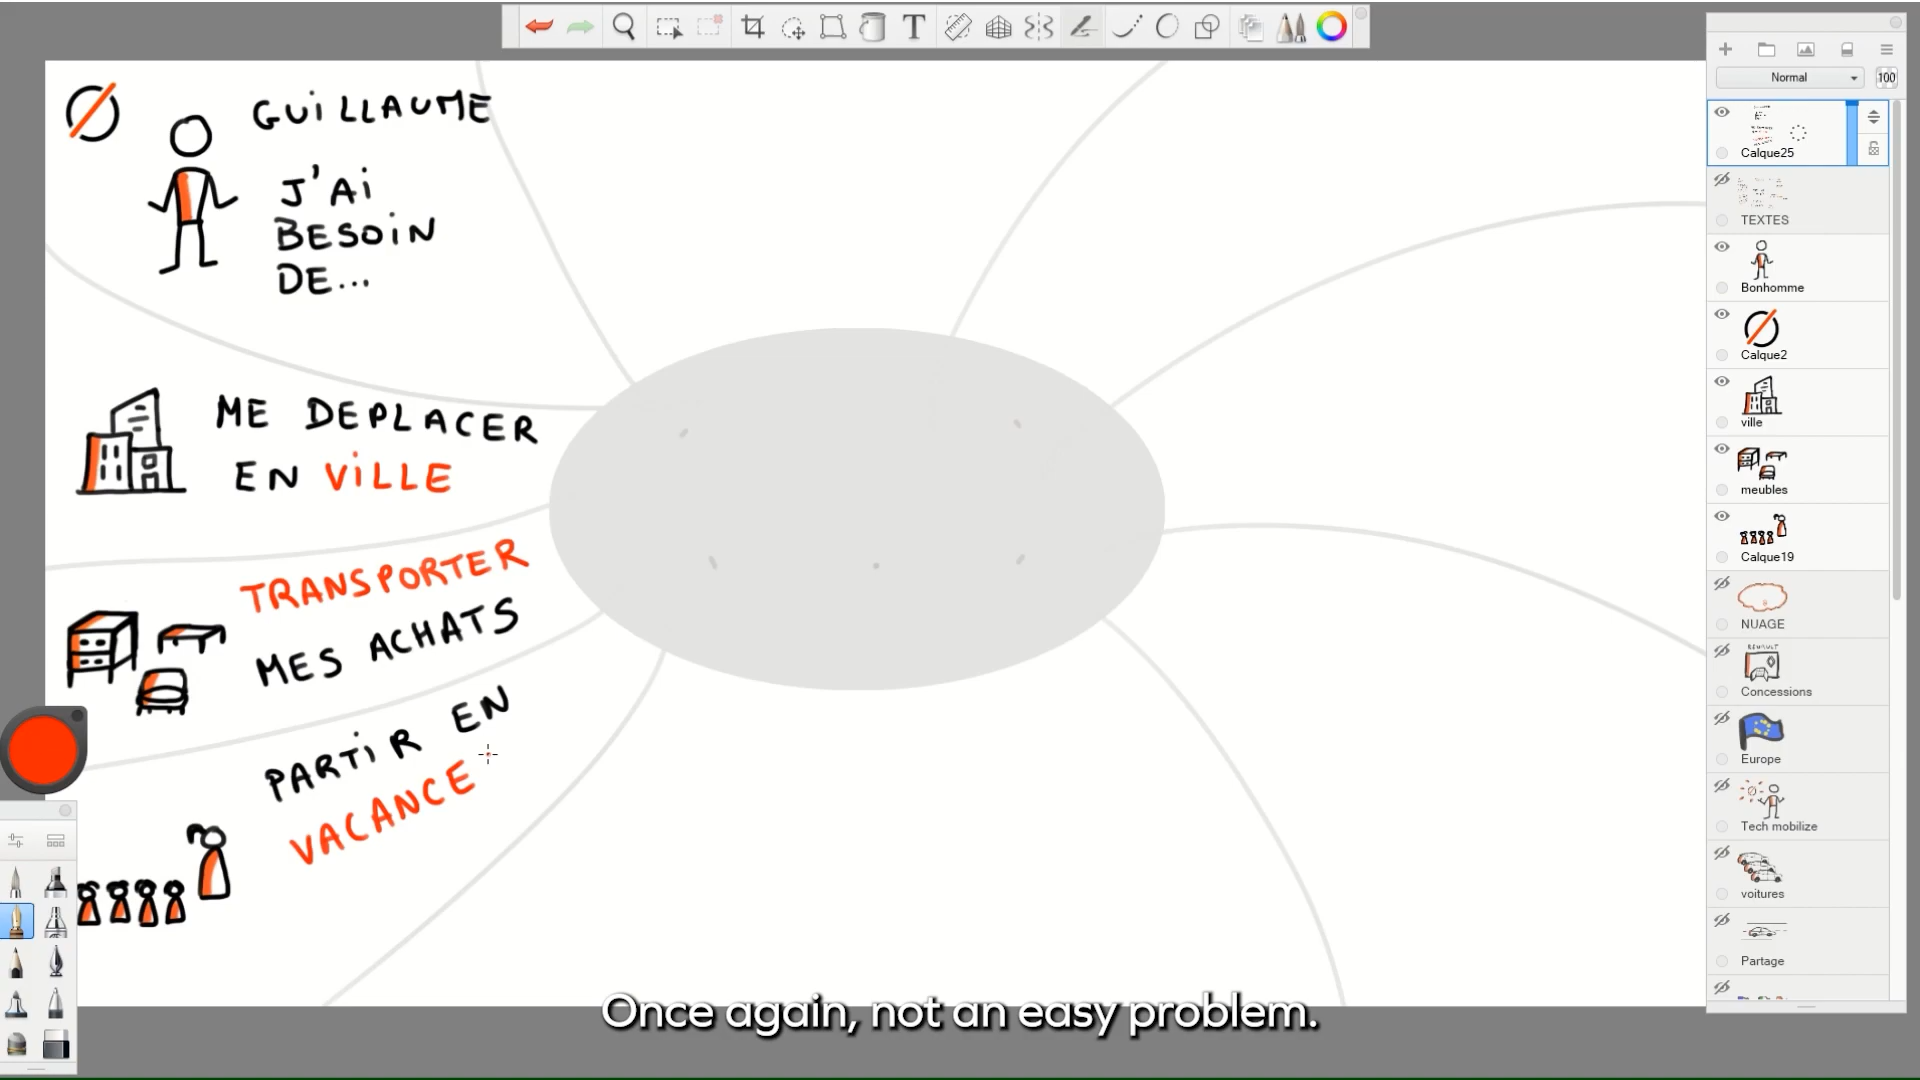 GUiLLAUME
J'Ai
BESOiN
DE...
ME DEPLACER
EN ViLLE
TRANSPORTER
MES ACHATS
PARTiR EN
VACANCE
Once again, not an easy problem.
T
Normal
100
Calque25
TEXTES
Bonhomme
Calque2
ville
meubles
Calque19
NUAGE
RENAULT
Concessions
Europe
Tech mobilize
voitures
Partage